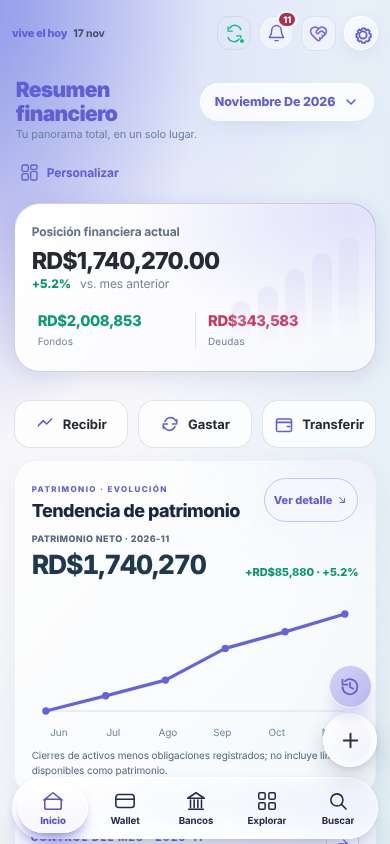 vive el hoy 17 nov
11
Resumen
financiero
Noviembre De 2026
Tu panorama total, en un solo lugar.
Personalizar
Posición financiera actual
RD$1,740,270.00
+5.2% vs. mes anterior
RD$2,008,853
RD$343,583
Fondos
Deudas
Recibir
Gastar
Transferir
PATRIMONIO · EVOLUCIÓN
Ver detalle
Tendencia de patrimonio
PATRIMONIO NETO · 2026-11
RD$1,740,270
+RD$85,880 · +5.2%
Jun Jul Ago Sep Oct
Cierres de activos menos obligaciones registrados; no incluye
disponibles como patrimonio.
Inicio
Wallet
Bancos
Explorar
Buscar